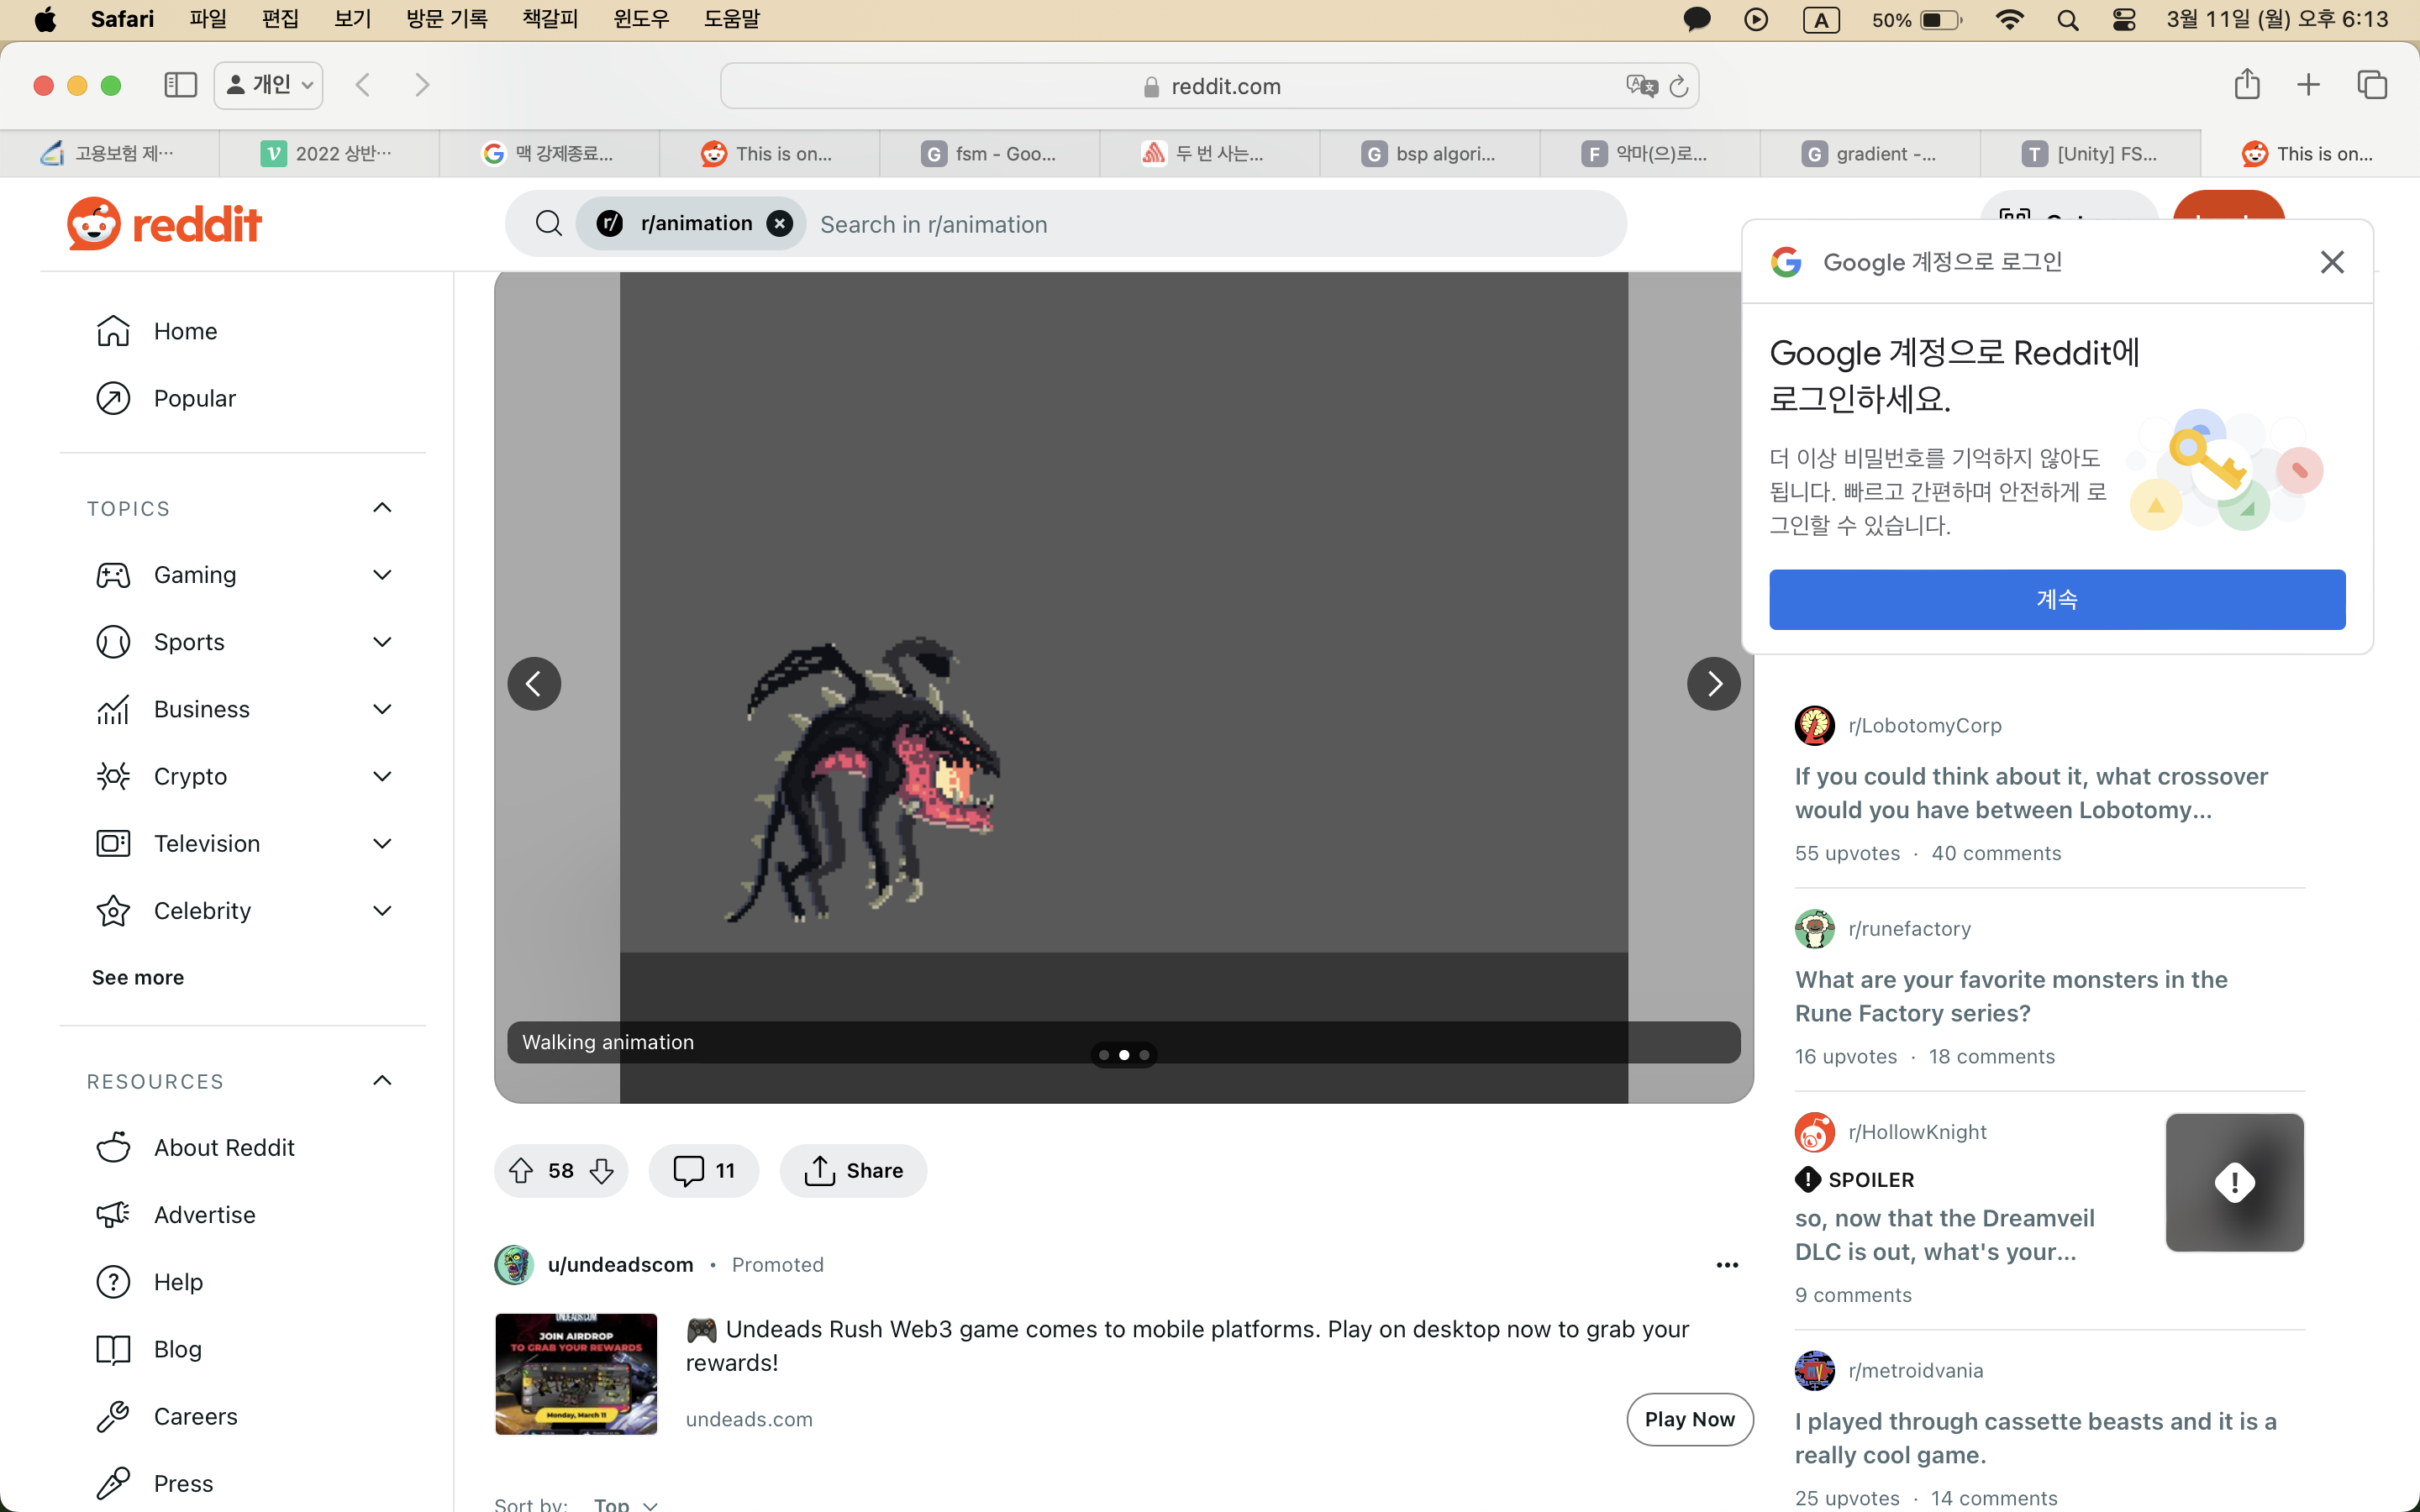 Safari 파일 편집 보기 방문 기록 책갈피 윈도우 도움말 A 50% 3월 11일 (월) 오후 6:13
개인 reddit.com
고용보험 제… 2022 상반… 맥 강제종료... This is on... fsm - Goo... 두 번 사는... bsp algori... 악마(으)로... gradient -... [Unity] FS... This is on...
reddit r/ r/animation Search in r/animation
Google 계정으로 로그인
Google 계정으로 Reddit에
로그인하세요.
더 이상 비밀번호를 기억하지 않아도
됩니다. 빠르고 간편하며 안전하게 로
그인할 수 있습니다.
계속
Home
Popular
TOPICS
Gaming
Sports
Business
Crypto
Television
Celebrity
See more
RESOURCES
About Reddit
Advertise
Help
Blog
Careers
Press
Walking animation
58 11 Share
u/undeadscom • Promoted
🎮 Undeads Rush Web3 game comes to mobile platforms. Play on desktop now to grab your
rewards!
undeads.com
Play Now
JOIN AIRDROP
TO GRAB YOUR REWARDS
Monday, March 11
Sort by: Top
r/LobotomyCorp
If you could think about it, what crossover
would you have between Lobotomy...
55 upvotes · 40 comments
r/runefactory
What are your favorite monsters in the
Rune Factory series?
16 upvotes · 18 comments
r/HollowKnight
SPOILER
so, now that the Dreamveil
DLC is out, what's your...
9 comments
r/metroidvania
I played through cassette beasts and it is a
really cool game.
25 upvotes · 14 comments